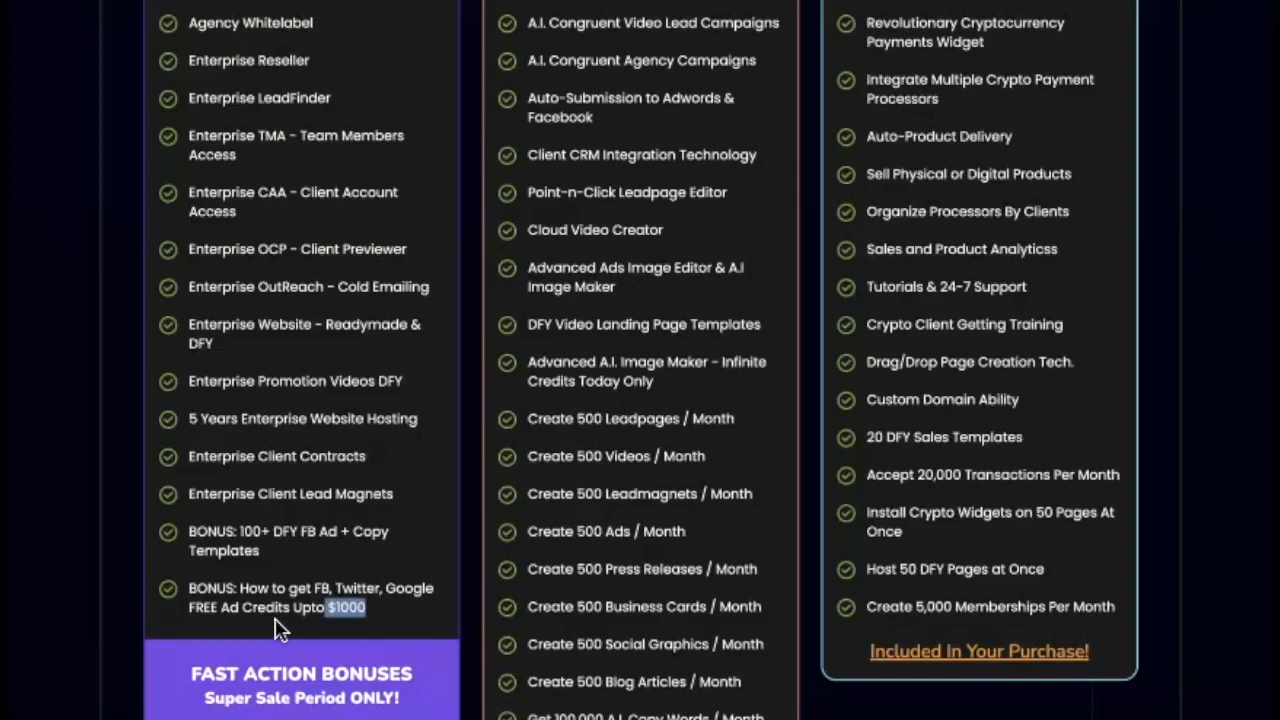 Agency Whitelabel
Enterprise Reseller
Enterprise LeadFinder
Enterprise TMA - Team Members
Access
Enterprise CAA - Client Account
Access
Enterprise OCP - Client Previewer
Enterprise OutReach - Cold Emailing
Enterprise Website - Readymade &
DFY
Enterprise Promotion Videos DFY
5 Years Enterprise Website Hosting
Enterprise Client Contracts
Enterprise Client Lead Magnets
BONUS: 100+ DFY FB Ad + Copy
Templates
BONUS: How to get FB, Twitter, Google
FREE Ad Credits Upto $1000
FAST ACTION BONUSES
Super Sale Period ONLY!
A.I. Congruent Video Lead Campaigns
A.I. Congruent Agency Campaigns
Auto-Submission to Adwords &
Facebook
Client CRM Integration Technology
Point-n-Click Leadpage Editor
Cloud Video Creator
Advanced Ads Image Editor & A.I
Image Maker
DFY Video Landing Page Templates
Advanced A.I. Image Maker - Infinite
Credits Today Only
Create 500 Leadpages / Month
Create 500 Videos / Month
Create 500 Leadmagnets / Month
Create 500 Ads / Month
Create 500 Press Releases / Month
Create 500 Business Cards / Month
Create 500 Social Graphics / Month
Create 500 Blog Articles / Month
Get 100,000 A.I. Copy Words / Month
Revolutionary Cryptocurrency
Payments Widget
Integrate Multiple Crypto Payment
Processors
Auto-Product Delivery
Sell Physical or Digital Products
Organize Processors By Clients
Sales and Product Analyticss
Tutorials & 24-7 Support
Crypto Client Getting Training
Drag/Drop Page Creation Tech.
Custom Domain Ability
20 DFY Sales Templates
Accept 20,000 Transactions Per Month
Install Crypto Widgets on 50 Pages At
Once
Host 50 DFY Pages at Once
Create 5,000 Memberships Per Month
Included In Your Purchase!